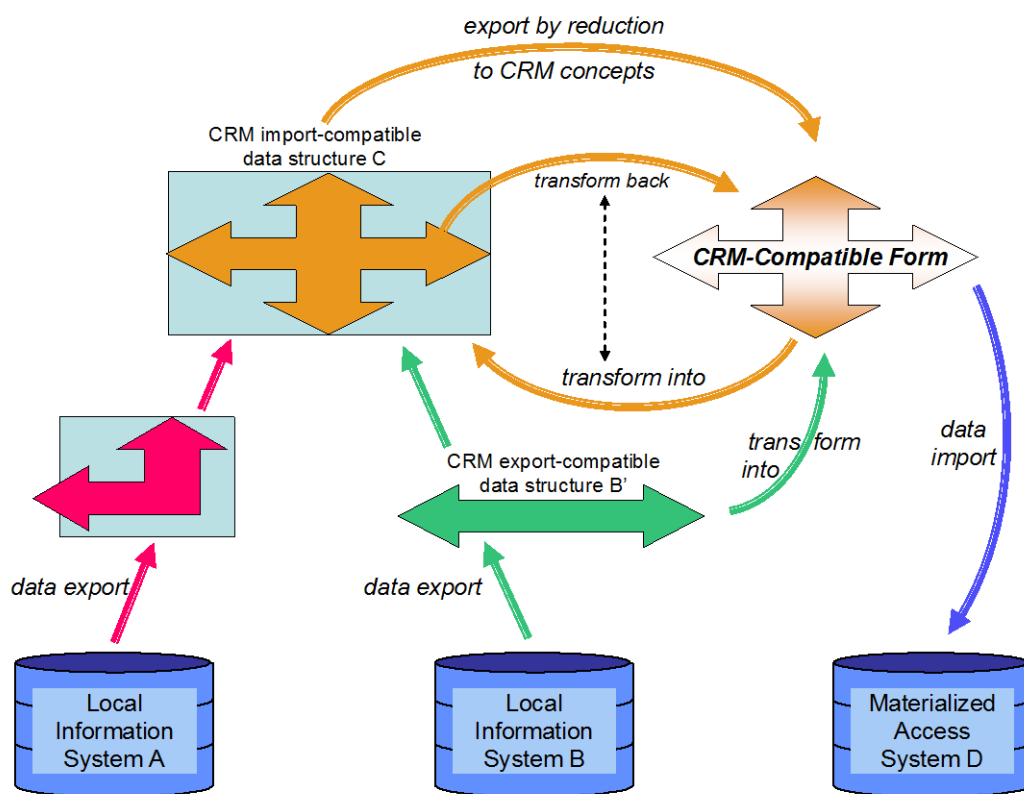 export by reduction
to CRM concepts
CRM import-compatible
data structure C
transform back
CRM-Compatible Form
transform into
CRM export-compatible
data structure B’
transform
into
data
import
data export
data export
Local
Information
System A
Local
Information
System B
Materialized
Access
System D